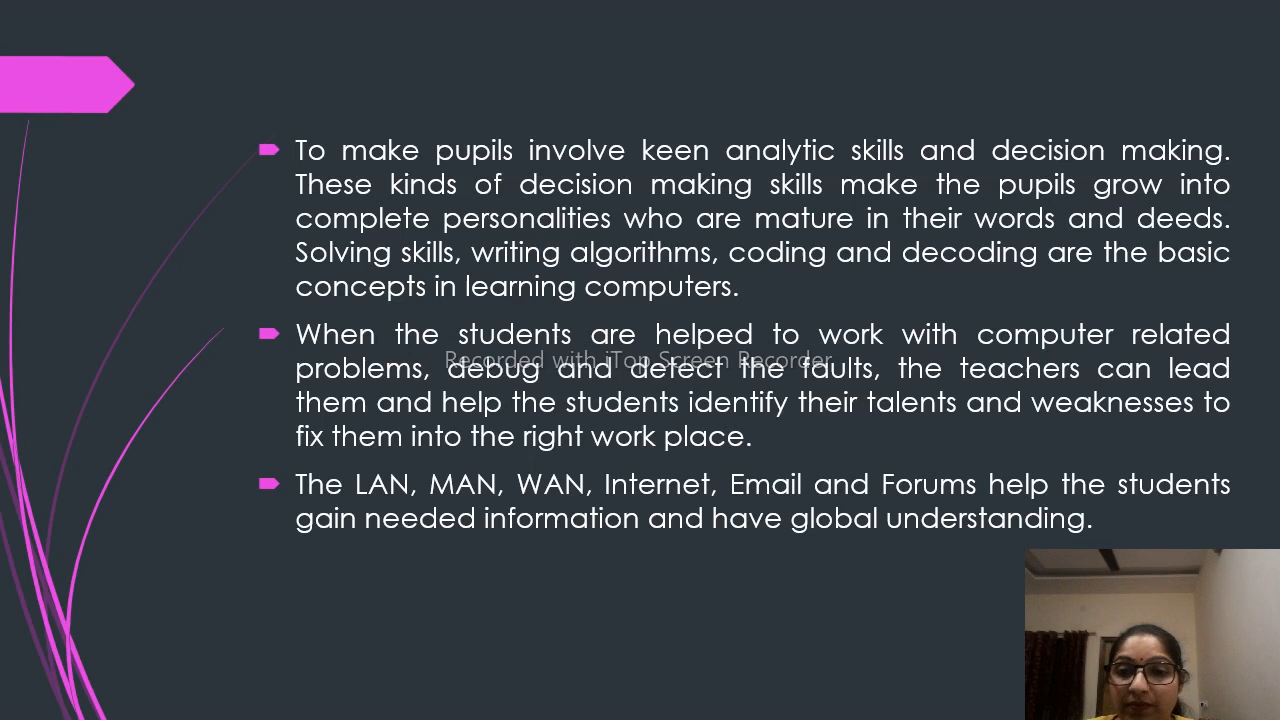 To make pupils involve keen analytic skills and decision making.
These kinds of decision making skills make the pupils grow into
complete personalities who are mature in their words and deeds.
Solving skills, writing algorithms, coding and decoding are the basic
concepts in learning computers.
When the students are helped to work with computer related
Recorded with iTop Screen Recorder
problems, debug and detect the faults, the teachers can lead
them and help the students identify their talents and weaknesses to
fix them into the right work place.
The LAN, MAN, WAN, Internet, Email and Forums help the students
gain needed information and have global understanding.